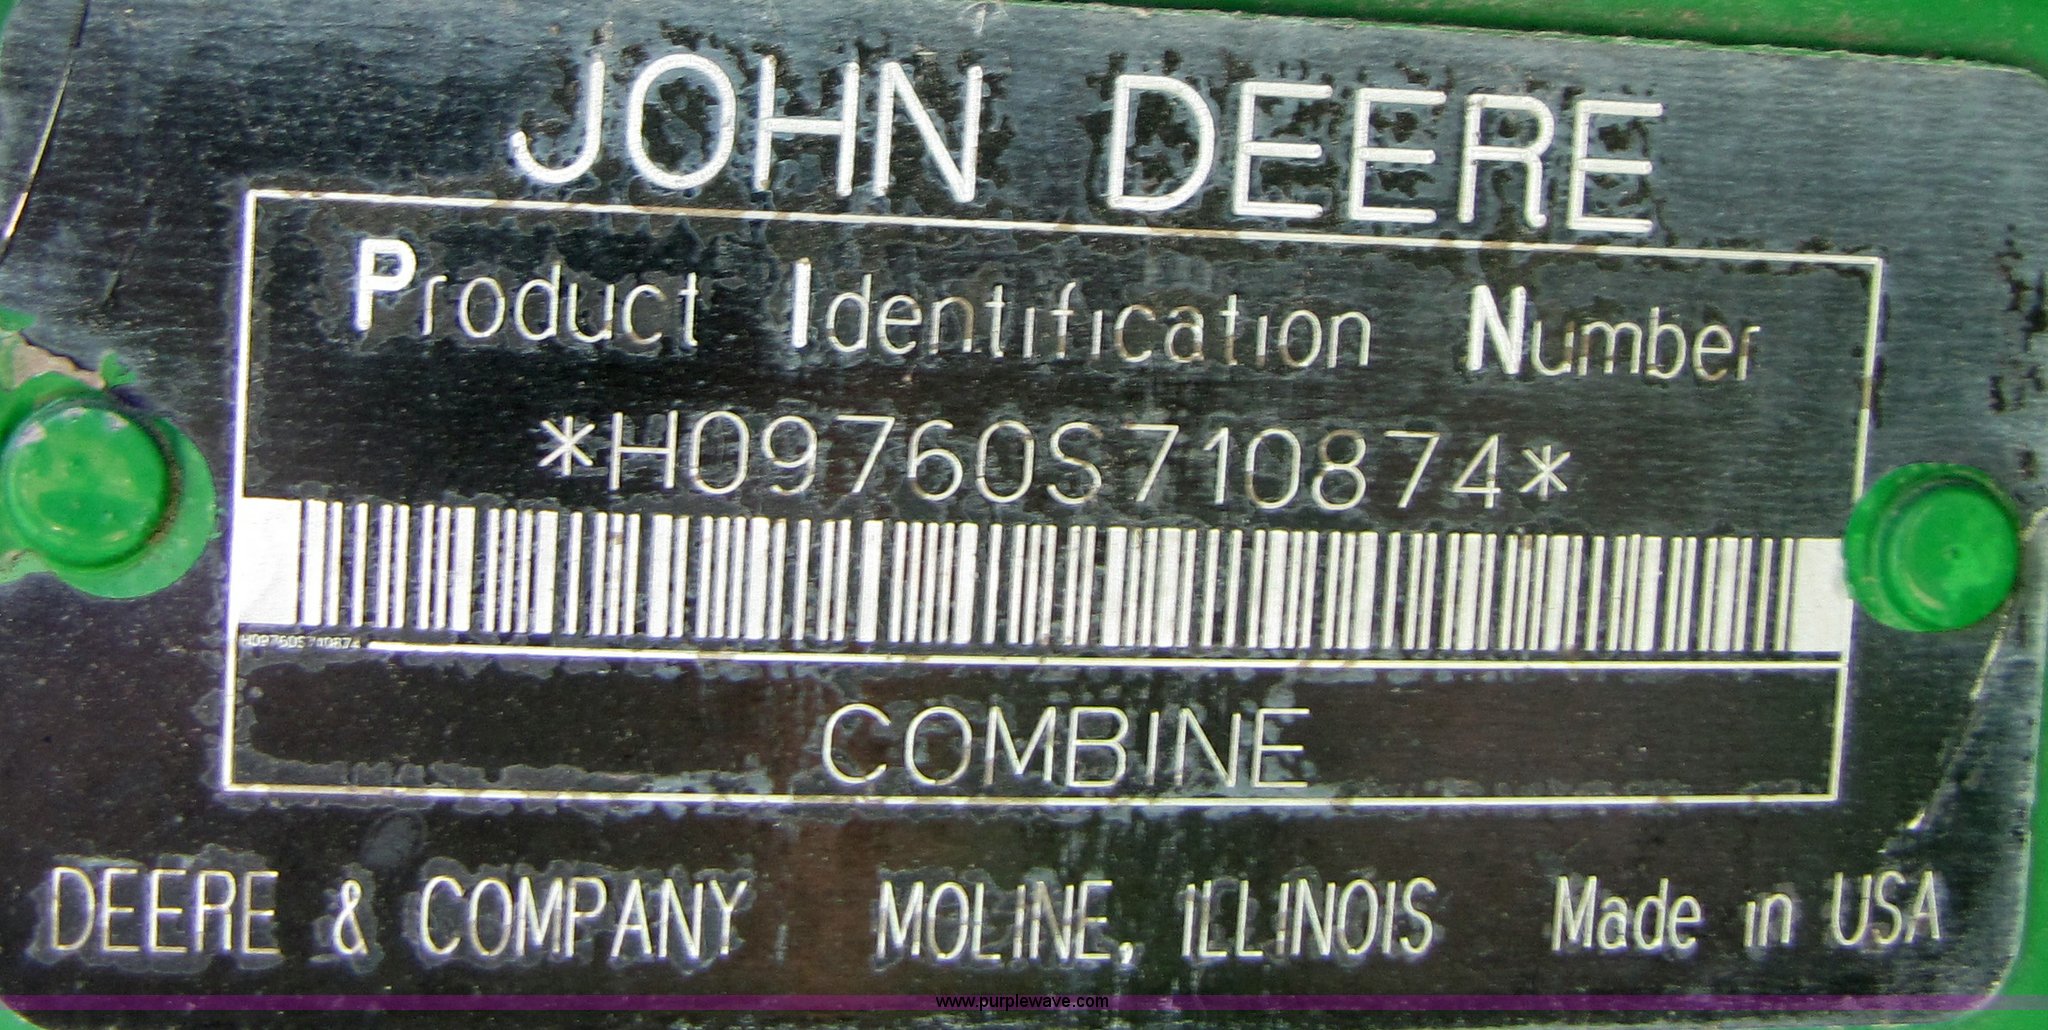 JOHN DEERE
Product Identification Number
*H09760S710874*
H09760S710874
COMBINE
DEERE & COMPANY MOLINE, ILLINOIS Made in USA
www.purplewave.com